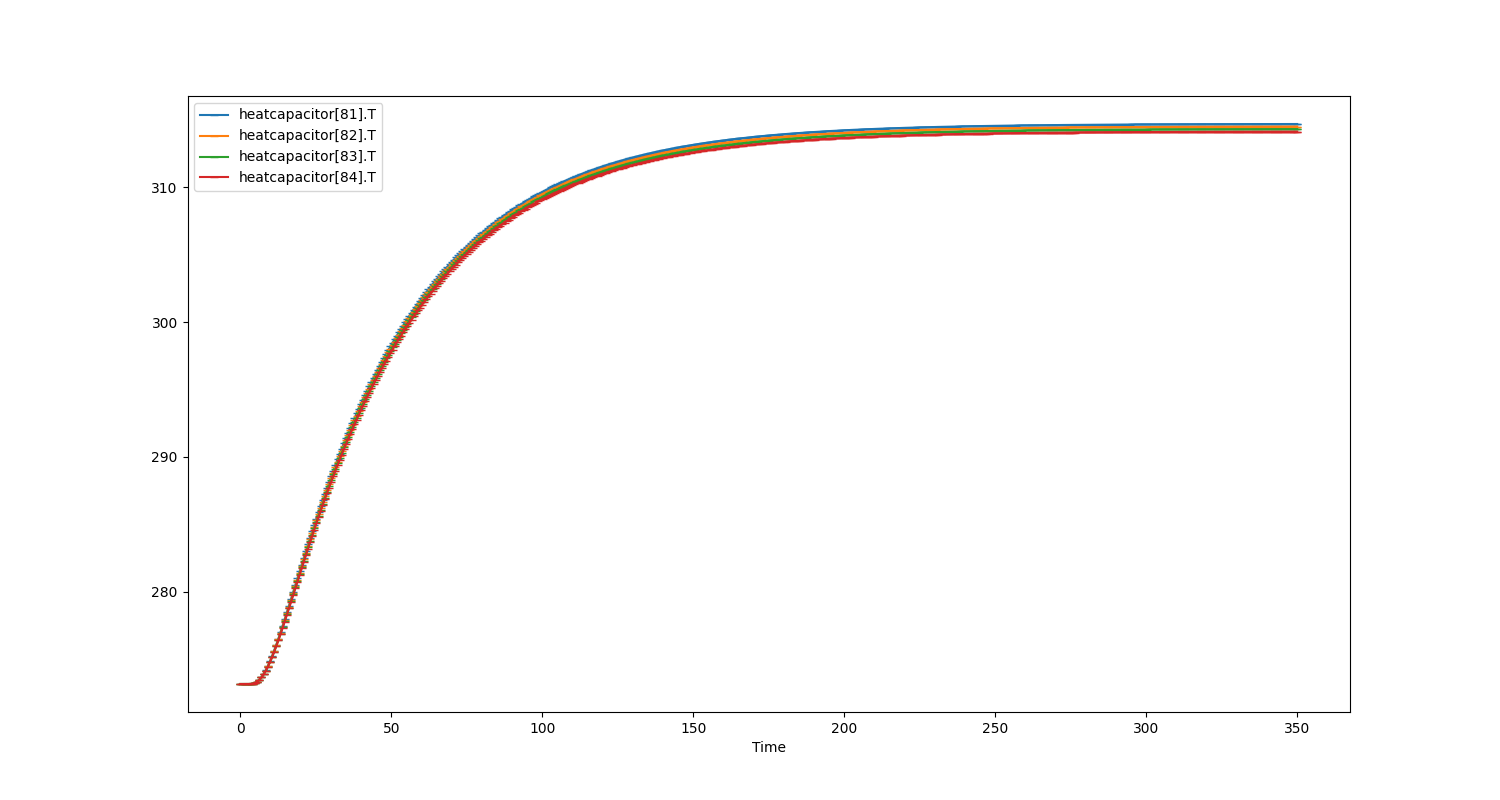 heatcapacitor[81].T
heatcapacitor[82].T
heatcapacitor[83].T
heatcapacitor[84].T
310
300
290
280
0 50 100 150 200 250 300 350
Time